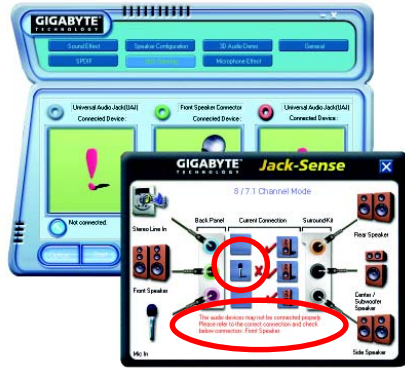 GIGABYTE
TECHNOLOGY
Sound Effect
Speaker Configuration
3D Audio Demo
General
SPDIF
Jack Sensing
Microphone Effect
Universal Audio Jack(UAJ)
Connected Device :
Front Speaker Connector
Connected Device :
Universal Audio Jack(UAJ)
Connected Device :
Not connected.
GIGABYTE
TECHNOLOGY
Jack-Sense
X
8 / 7.1 Channel Mode
Back Panel
Current Connection
SurroundKit
Stereo Line In
Rear Speaker
Front Speaker
Center /
Subwoofer
Speaker
The audio devices may not be connected properly.
Please refer to the correct connection and check
below connection: Front Speaker.
Mic In
Side Speaker